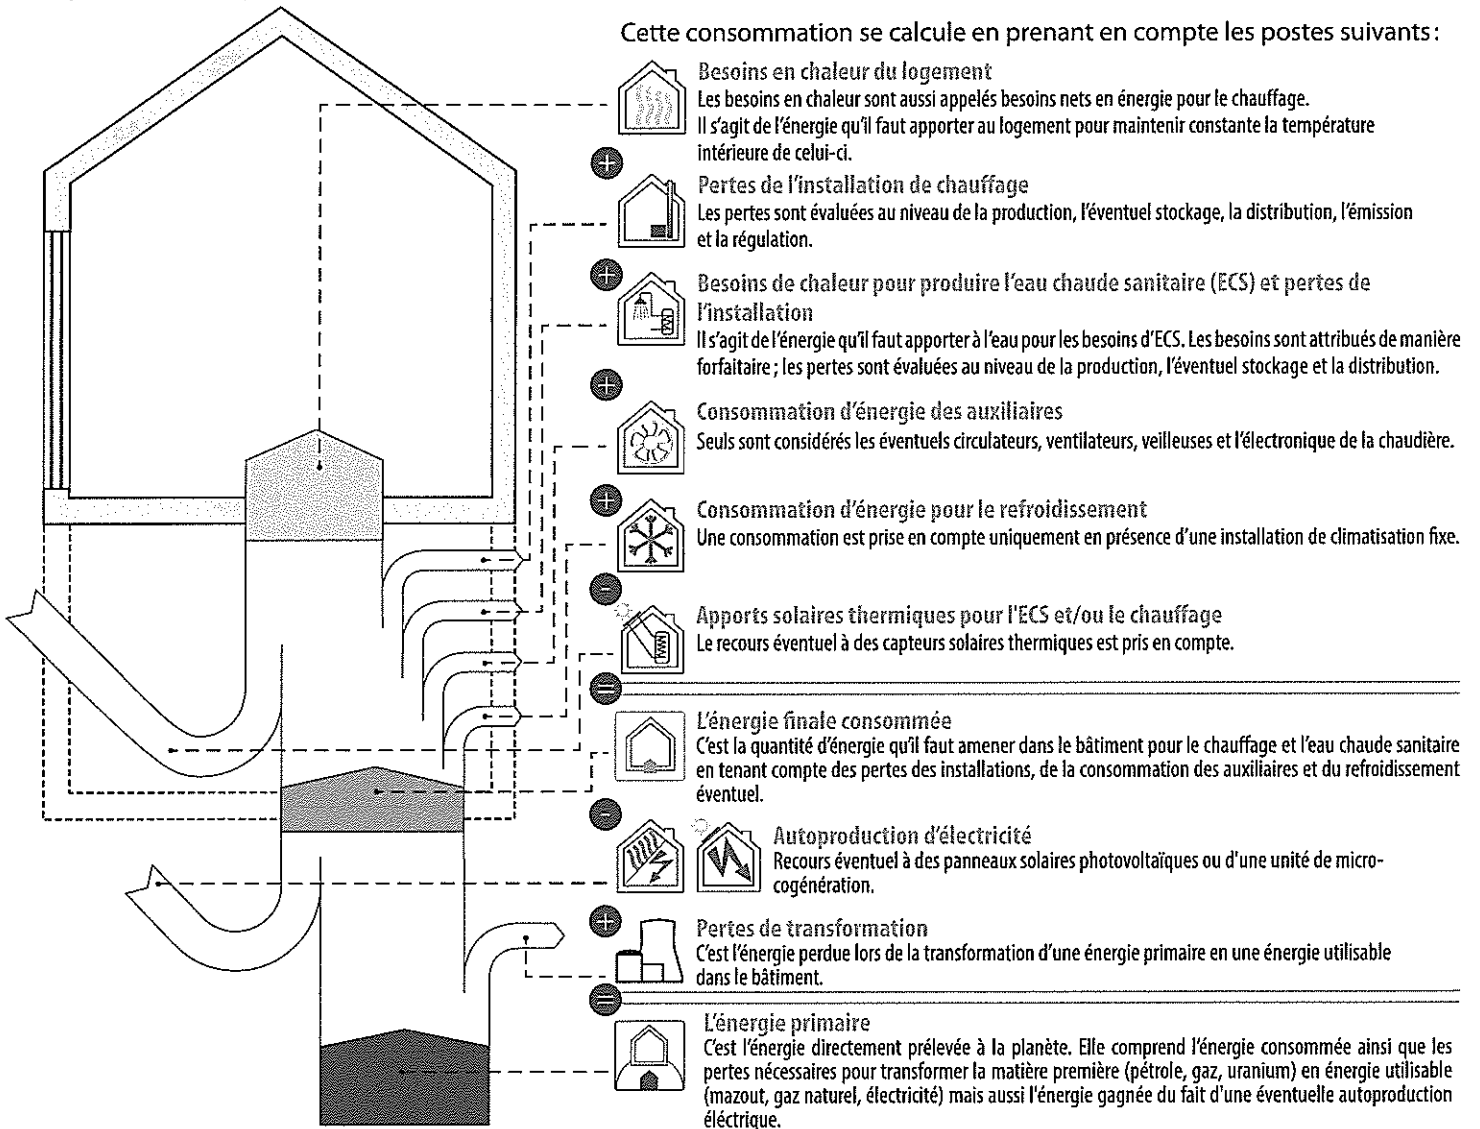 Cette consommation se calcule en prenant en compte les postes suivants :
Besoins en chaleur du logement
Les besoins en chaleur sont aussi appelés besoins nets en énergie pour le chauffage.
Il s'agit de l'énergie qu'il faut apporter au logement pour maintenir constante la température
intérieure de celui-ci.
+
Pertes de l'installation de chauffage
Les pertes sont évaluées au niveau de la production, l'éventuel stockage, la distribution, l'émission
et la régulation.
+
Besoins de chaleur pour produire l'eau chaude sanitaire (ECS) et pertes de
l'installation
Il s'agit de l'énergie qu'il faut apporter à l'eau pour les besoins d'ECS. Les besoins sont attribués de manière
forfaitaire ; les pertes sont évaluées au niveau de la production, l'éventuel stockage et la distribution.
+
Consommation d'énergie des auxiliaires
Seuls sont considérés les éventuels circulateurs, ventilateurs, veilleuses et l'électronique de la chaudière.
+
Consommation d'énergie pour le refroidissement
Une consommation est prise en compte uniquement en présence d'une installation de climatisation fixe.
-
Apports solaires thermiques pour l'ECS et/ou le chauffage
Le recours éventuel à des capteurs solaires thermiques est pris en compte.
=
L'énergie finale consommée
C'est la quantité d'énergie qu'il faut amener dans le bâtiment pour le chauffage et l'eau chaude sanitaire
en tenant compte des pertes des installations, de la consommation des auxiliaires et du refroidissement
éventuel.
-
Autoproduction d'électricité
Recours éventuel à des panneaux solaires photovoltaïques ou d'une unité de micro-
cogénération.
+
Pertes de transformation
C'est l'énergie perdue lors de la transformation d'une énergie primaire en une énergie utilisable
dans le bâtiment.
=
L'énergie primaire
C'est l'énergie directement prélevée à la planète. Elle comprend l'énergie consommée ainsi que les
pertes nécessaires pour transformer la matière première (pétrole, gaz, uranium) en énergie utilisable
(mazout, gaz naturel, électricité) mais aussi l'énergie gagnée du fait d'une éventuelle autoproduction
éléctrique.